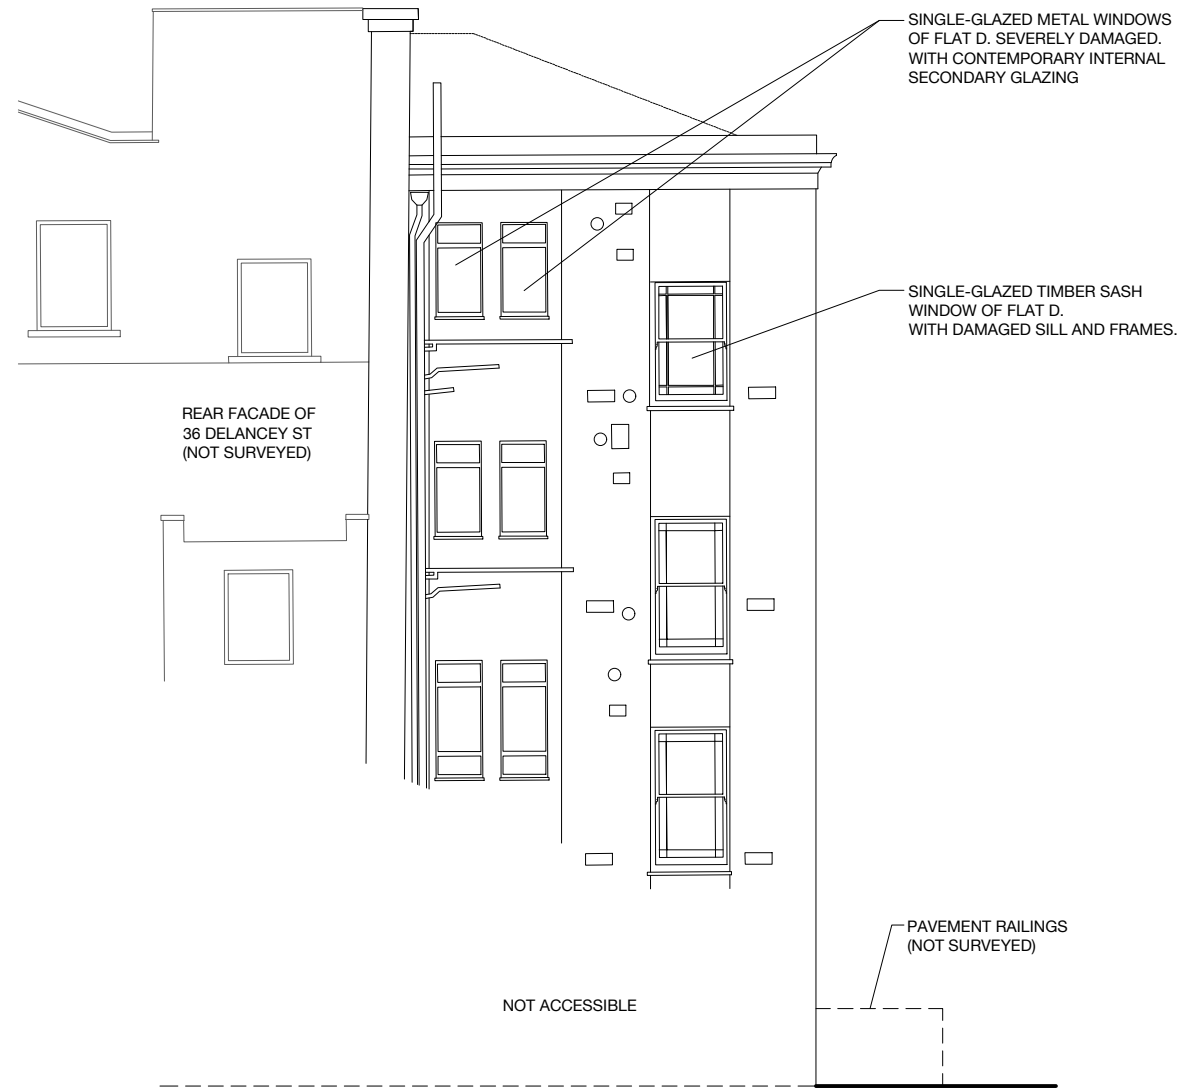 SINGLE-GLAZED METAL WINDOWS
OF FLAT D. SEVERELY DAMAGED.
WITH CONTEMPORARY INTERNAL
SECONDARY GLAZING
SINGLE-GLAZED TIMBER SASH
WINDOW OF FLAT D.
WITH DAMAGED SILL AND FRAMES.
REAR FACADE OF
36 DELANCEY ST
(NOT SURVEYED)
PAVEMENT RAILINGS
(NOT SURVEYED)
NOT ACCESSIBLE